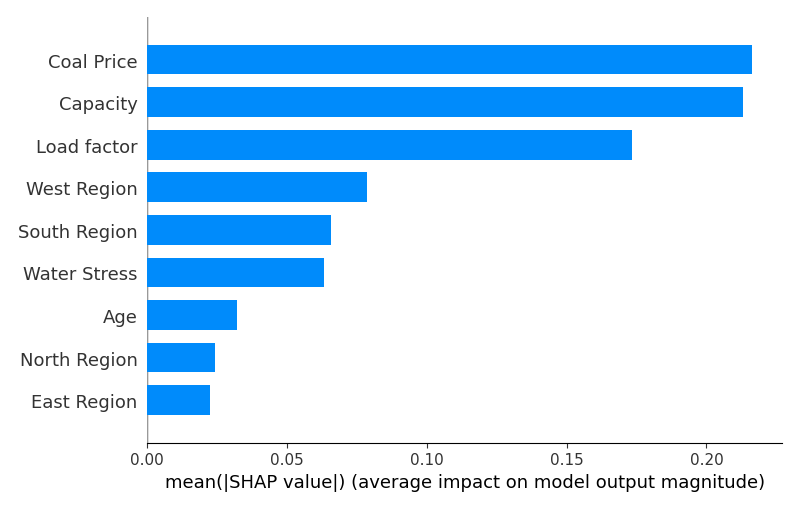 Coal Price
Capacity
Load factor
West Region
South Region
Water Stress
Age
North Region
East Region
0.00 0.05 0.10 0.15 0.20
mean(|SHAP value|) (average impact on model output magnitude)